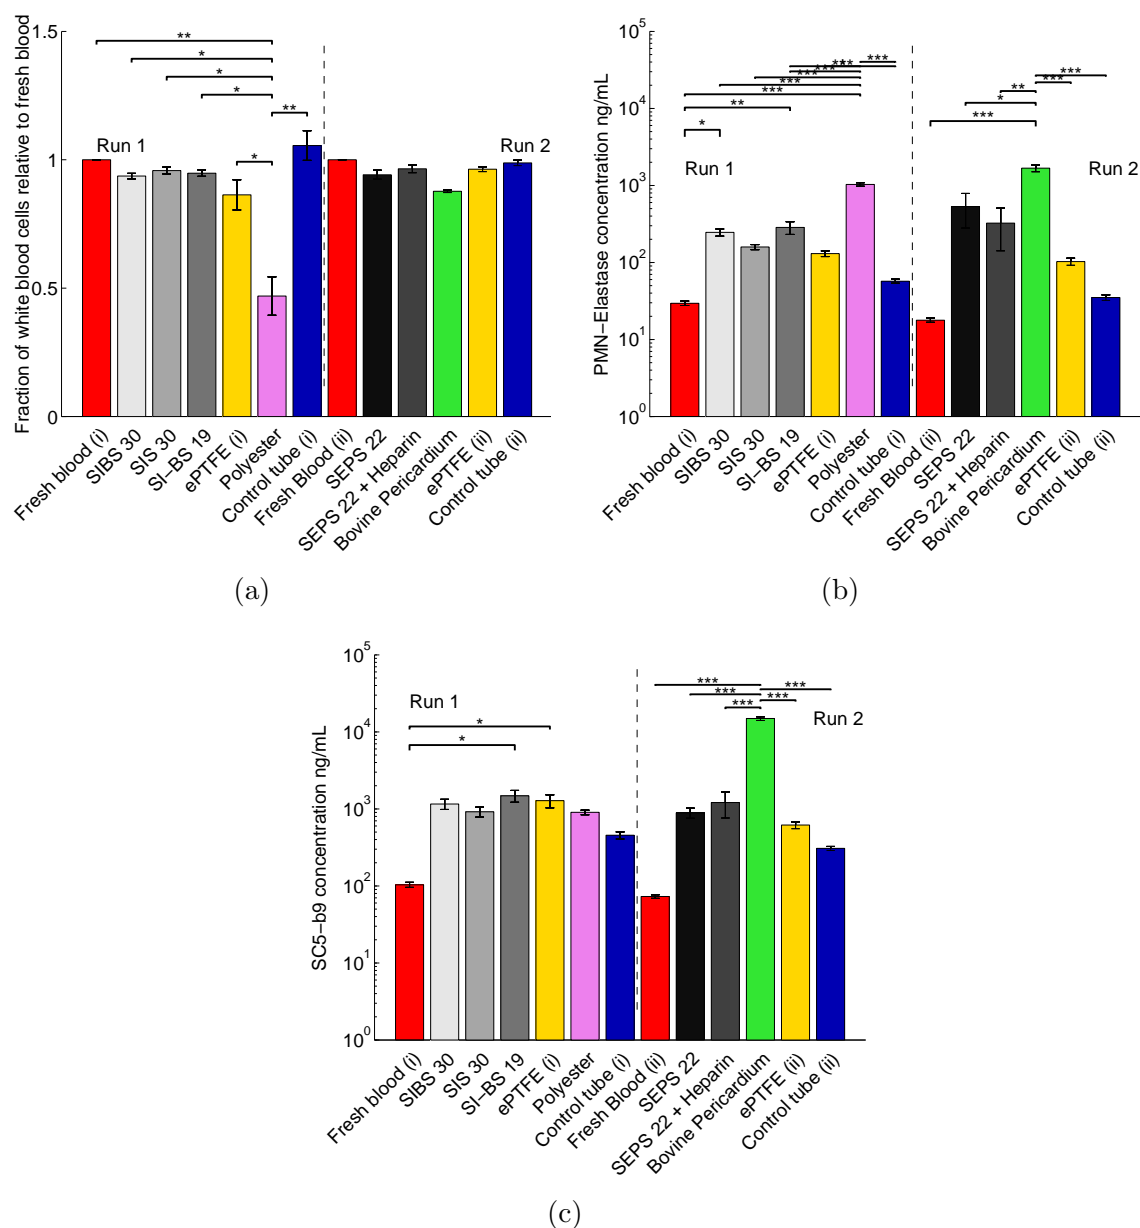 Fraction of white blood cells relative to fresh blood
1.5
1
0.5
0
Run 1
Run 2
**
*
*
*
**
*
Fresh blood (i)
SIBS 30
SIS 30
SI–BS 19
ePTFE (i)
Polyester
Control tube (i)
Fresh Blood (ii)
SEPS 22
SEPS 22 + Heparin
Bovine Pericardium
ePTFE (ii)
Control tube (ii)
(a)
PMN–Elastase concentration ng/mL
10^5
10^4
10^3
10^2
10^1
10^0
Run 1
Run 2
***
***
***
***
***
***
***
**
*
***
***
**
*
***
Fresh blood (i)
SIBS 30
SIS 30
SI–BS 19
ePTFE (i)
Polyester
Control tube (i)
Fresh Blood (ii)
SEPS 22
SEPS 22 + Heparin
Bovine Pericardium
ePTFE (ii)
Control tube (ii)
(b)
SC5–b9 concentration ng/mL
10^5
10^4
10^3
10^2
10^1
10^0
Run 1
Run 2
*
*
***
***
***
***
***
Fresh blood (i)
SIBS 30
SIS 30
SI–BS 19
ePTFE (i)
Polyester
Control tube (i)
Fresh Blood (ii)
SEPS 22
SEPS 22 + Heparin
Bovine Pericardium
ePTFE (ii)
Control tube (ii)
(c)